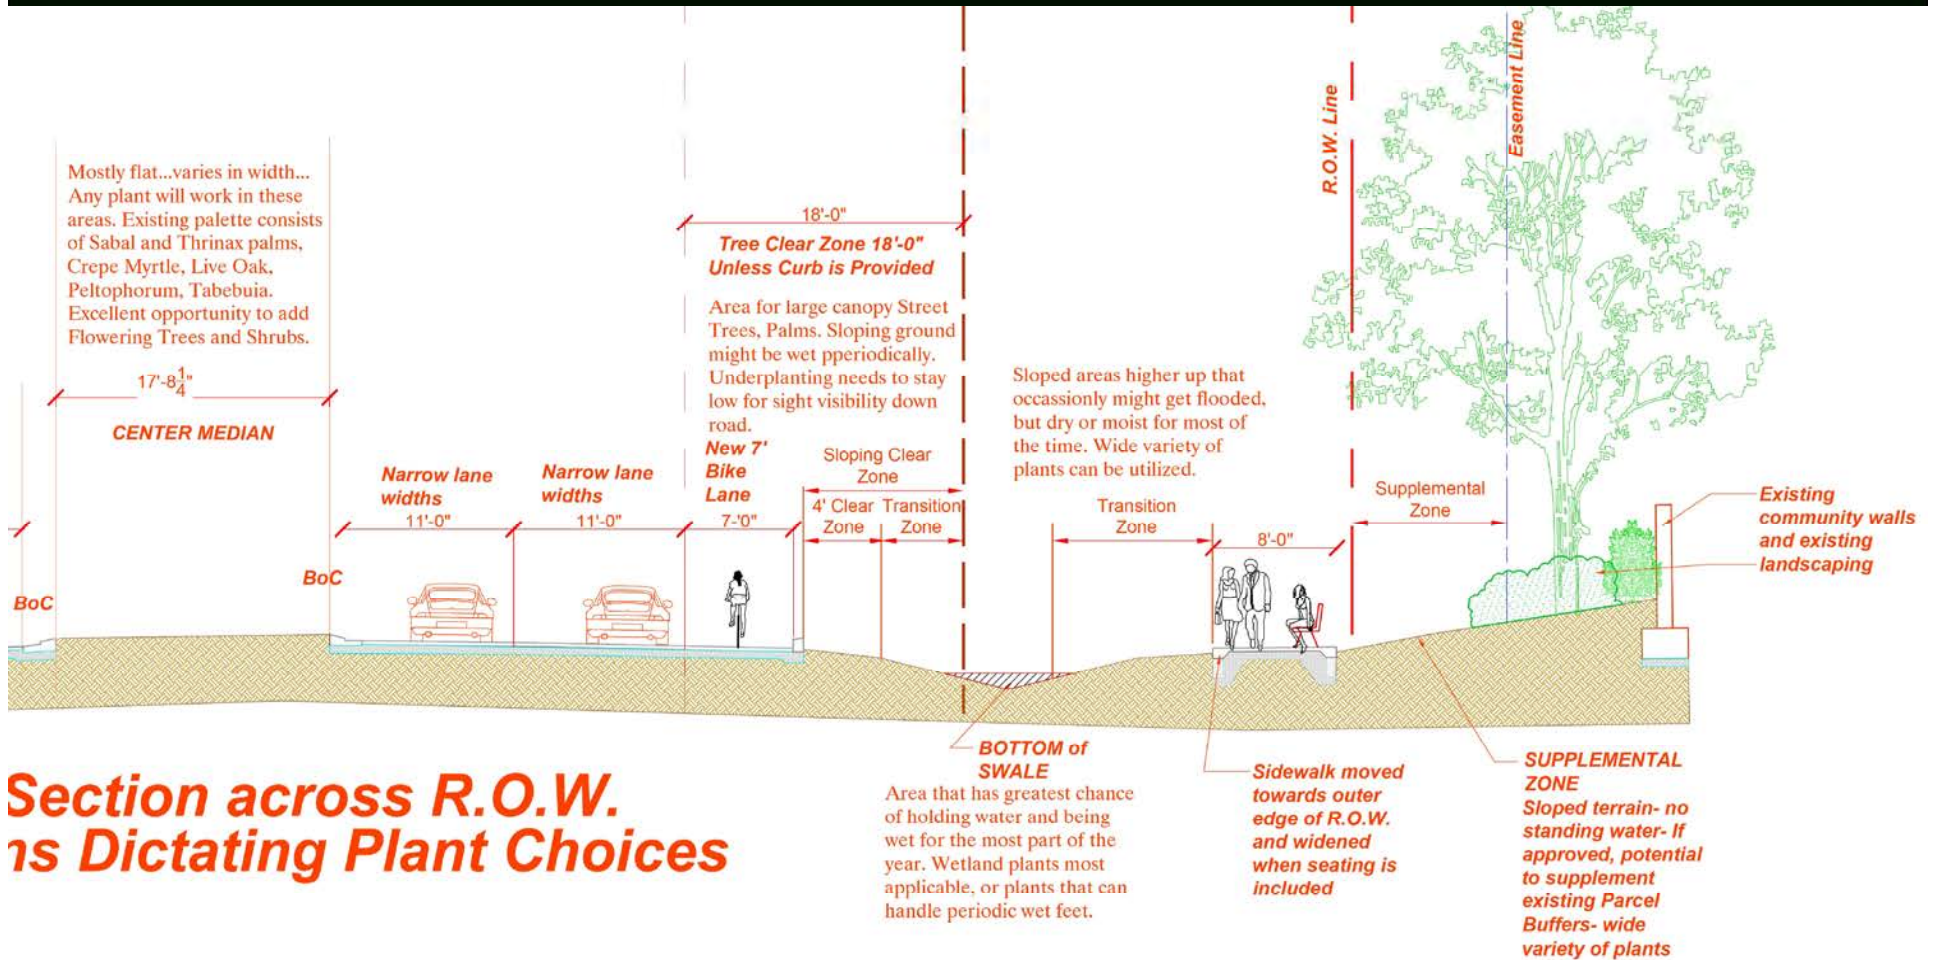 Easement Line
R.O.W. Line
Mostly flat...varies in width...
Any plant will work in these
areas. Existing palette consists
of Sabal and Thrinax palms,
Crepe Myrtle, Live Oak,
Peltophorum, Tabebuia.
Excellent opportunity to add
Flowering Trees and Shrubs.
17'-8 1/4"
CENTER MEDIAN
18'-0"
Tree Clear Zone 18'-0"
Unless Curb is Provided
Area for large canopy Street
Trees, Palms. Sloping ground
might be wet pperiodically.
Underplanting needs to stay
low for sight visibility down
road.
New 7'
Bike
Lane
7-'0"
Narrow lane
widths
11'-0"
Narrow lane
widths
11'-0"
Sloping Clear
Zone
4' Clear
Zone
Transition
Zone
Sloped areas higher up that
occassionly might get flooded,
but dry or moist for most of
the time. Wide variety of
plants can be utilized.
Transition
Zone
8'-0"
Supplemental
Zone
Existing
community walls
and existing
landscaping
BoC
BoC
Section across R.O.W.
ns Dictating Plant Choices
BOTTOM of
SWALE
Area that has greatest chance
of holding water and being
wet for the most part of the
year. Wetland plants most
applicable, or plants that can
handle periodic wet feet.
Sidewalk moved
towards outer
edge of R.O.W.
and widened
when seating is
included
SUPPLEMENTAL
ZONE
Sloped terrain- no
standing water- If
approved, potential
to supplement
existing Parcel
Buffers- wide
variety of plants